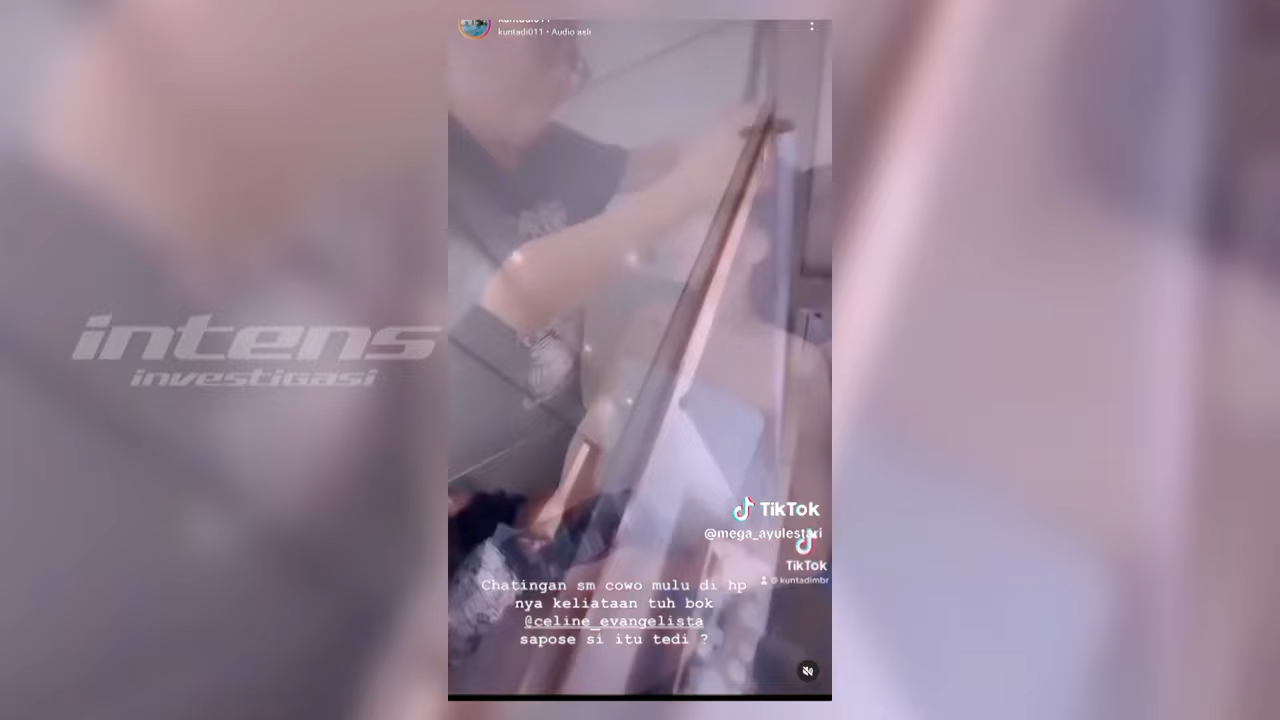 kuntadi011
kuntadi011 • Audio asli
intens
investigasi
TikTok
@mega_ayulestari
TikTok
@ kuntadimbr
Chatingan sm cowo mulu di hp
nya keliataan tuh bok
@celine_evangelista
sapose si itu tedi ?